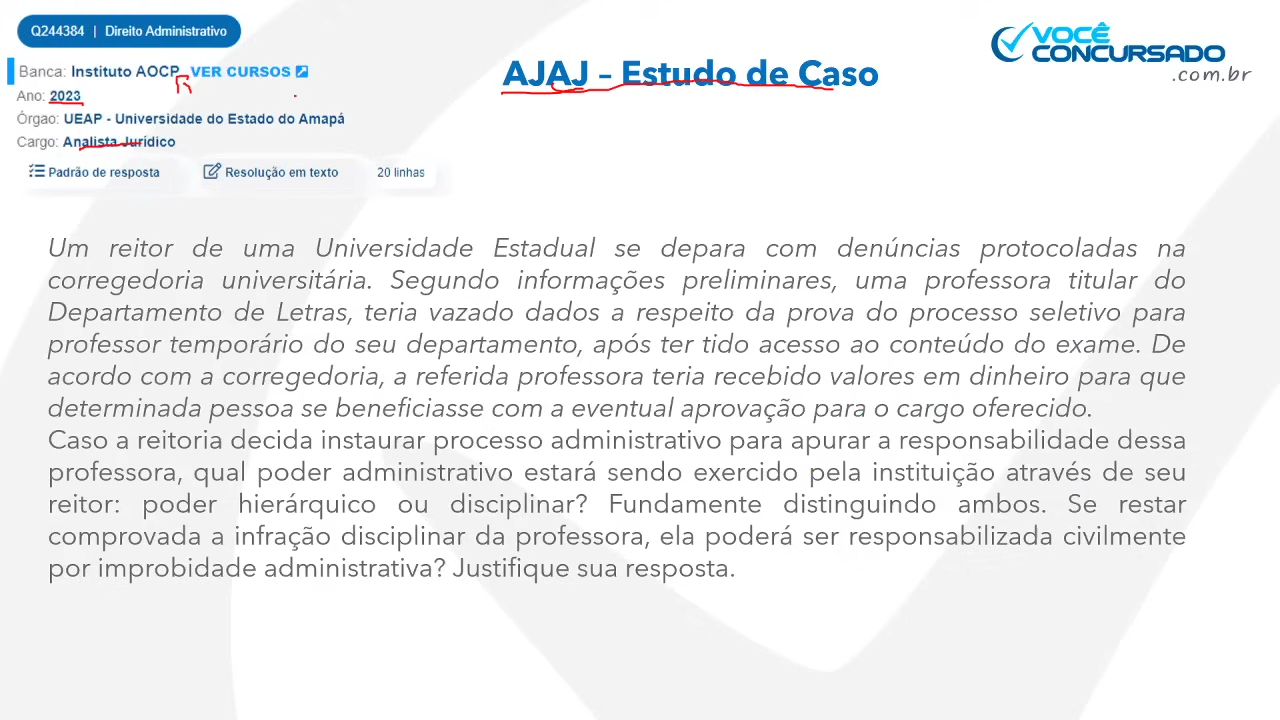 Q244384 | Direito Administrativo
Banca: Instituto AOCP VER CURSOS
Ano: 2023
Órgao: UEAP - Universidade do Estado do Amapá
Cargo: Analista Jurídico
Padrão de resposta Resolução em texto 20 linhas
AJAJ – Estudo de Caso
VOCÊ
CONCURSADO
.com.br
Um reitor de uma Universidade Estadual se depara com denúncias protocoladas na
corregedoria universitária. Segundo informações preliminares, uma professora titular do
Departamento de Letras, teria vazado dados a respeito da prova do processo seletivo para
professor temporário do seu departamento, após ter tido acesso ao conteúdo do exame. De
acordo com a corregedoria, a referida professora teria recebido valores em dinheiro para que
determinada pessoa se beneficiasse com a eventual aprovação para o cargo oferecido.
Caso a reitoria decida instaurar processo administrativo para apurar a responsabilidade dessa
professora, qual poder administrativo estará sendo exercido pela instituição através de seu
reitor: poder hierárquico ou disciplinar? Fundamente distinguindo ambos. Se restar
comprovada a infração disciplinar da professora, ela poderá ser responsabilizada civilmente
por improbidade administrativa? Justifique sua resposta.